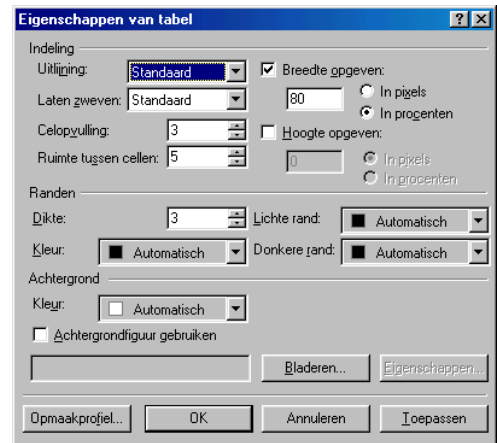 Eigenschappen van tabel
Indeling
Uitlijning: Standaard Breedte opgeven:
Laten zweven: Standaard 80 In pixels
In procenten
Celopvulling: 3 Hoogte opgeven:
Ruimte tussen cellen: 5 0 In pixels
In procenten
Randen
Dikte: 3 Lichte rand: Automatisch
Kleur: Automatisch Donkere rand: Automatisch
Achtergrond
Kleur: Automatisch
Achtergrondfiguur gebruiken
Bladeren... Eigenschappen...
Opmaakprofiel... OK Annuleren Toepassen